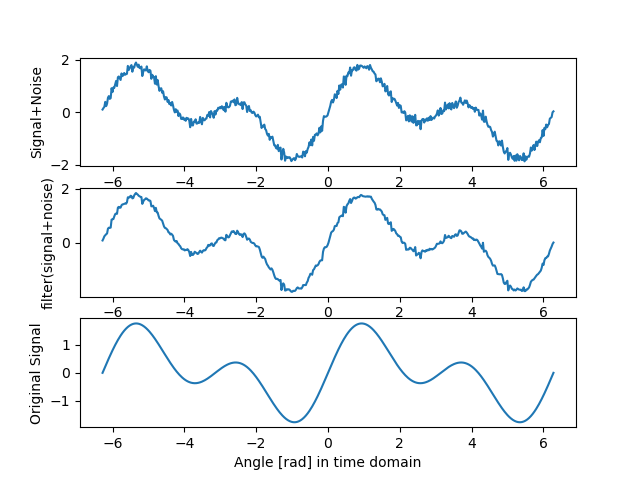 Signal+Noise
2
0
−2
−6 −4 −2 0 2 4 6
filter(signal+noise)
2
0
−6 −4 −2 0 2 4 6
Original Signal
1
0
−1
−6 −4 −2 0 2 4 6
Angle [rad] in time domain